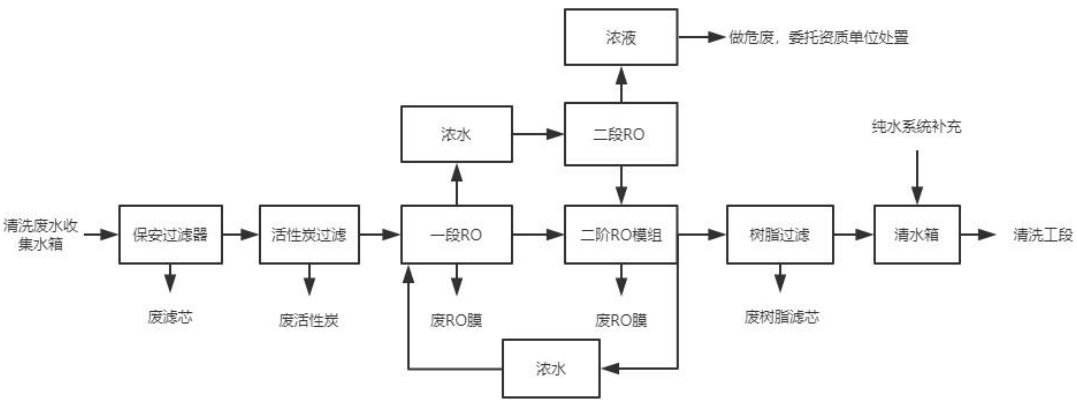 浓液
做危废，委托资质单位处置
浓水
二段RO
纯水系统补充
清洗废水收
集水箱
保安过滤器
活性炭过滤
一段RO
二阶RO模组
树脂过滤
清水箱
清洗工段
废滤芯
废活性炭
废RO膜
废RO膜
废树脂滤芯
浓水